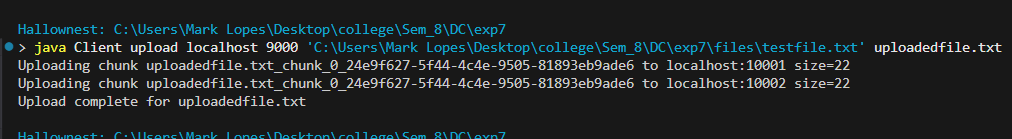 Hallownest: C:\Users\Mark Lopes\Desktop\college\Sem_8\DC\exp7
> java Client upload localhost 9000 'C:\Users\Mark Lopes\Desktop\college\Sem_8\DC\exp7\files\testfile.txt' uploadedfile.txt
Uploading chunk uploadedfile.txt_chunk_0_24e9f627-5f44-4c4e-9505-81893eb9ade6 to localhost:10001 size=22
Uploading chunk uploadedfile.txt_chunk_0_24e9f627-5f44-4c4e-9505-81893eb9ade6 to localhost:10002 size=22
Upload complete for uploadedfile.txt
Hallownest: C:\Users\Mark Lopes\Desktop\college\Sem_8\DC\exp7